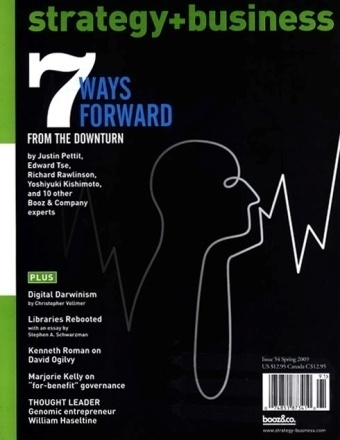 strategy+business
7 WAYS
FORWARD
FROM THE DOWNTURN
by Justin Pettit,
Edward Tse,
Richard Rawlinson,
Yoshiyuki Kishimoto,
and 10 other
Booz & Company
experts
PLUS
Digital Darwinism
by Christopher Vollmer
Libraries Rebooted
with an essay by
Stephen A. Schwarzman
Kenneth Roman on
David Ogilvy
Marjorie Kelly on
"for-benefit" governance
THOUGHT LEADER
Genomic entrepreneur
William Haseltine
Issue 54 Spring 2009
US $12.95 Canada C$12.95
booz&co.
www.strategy-business.com